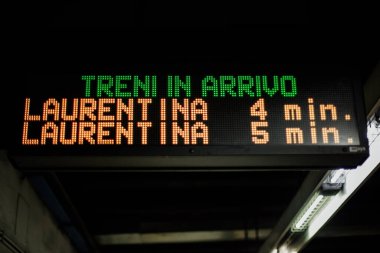 TRENI IN ARRIVO
LAURENTINA 4 min.
LAURENTINA 5 min.